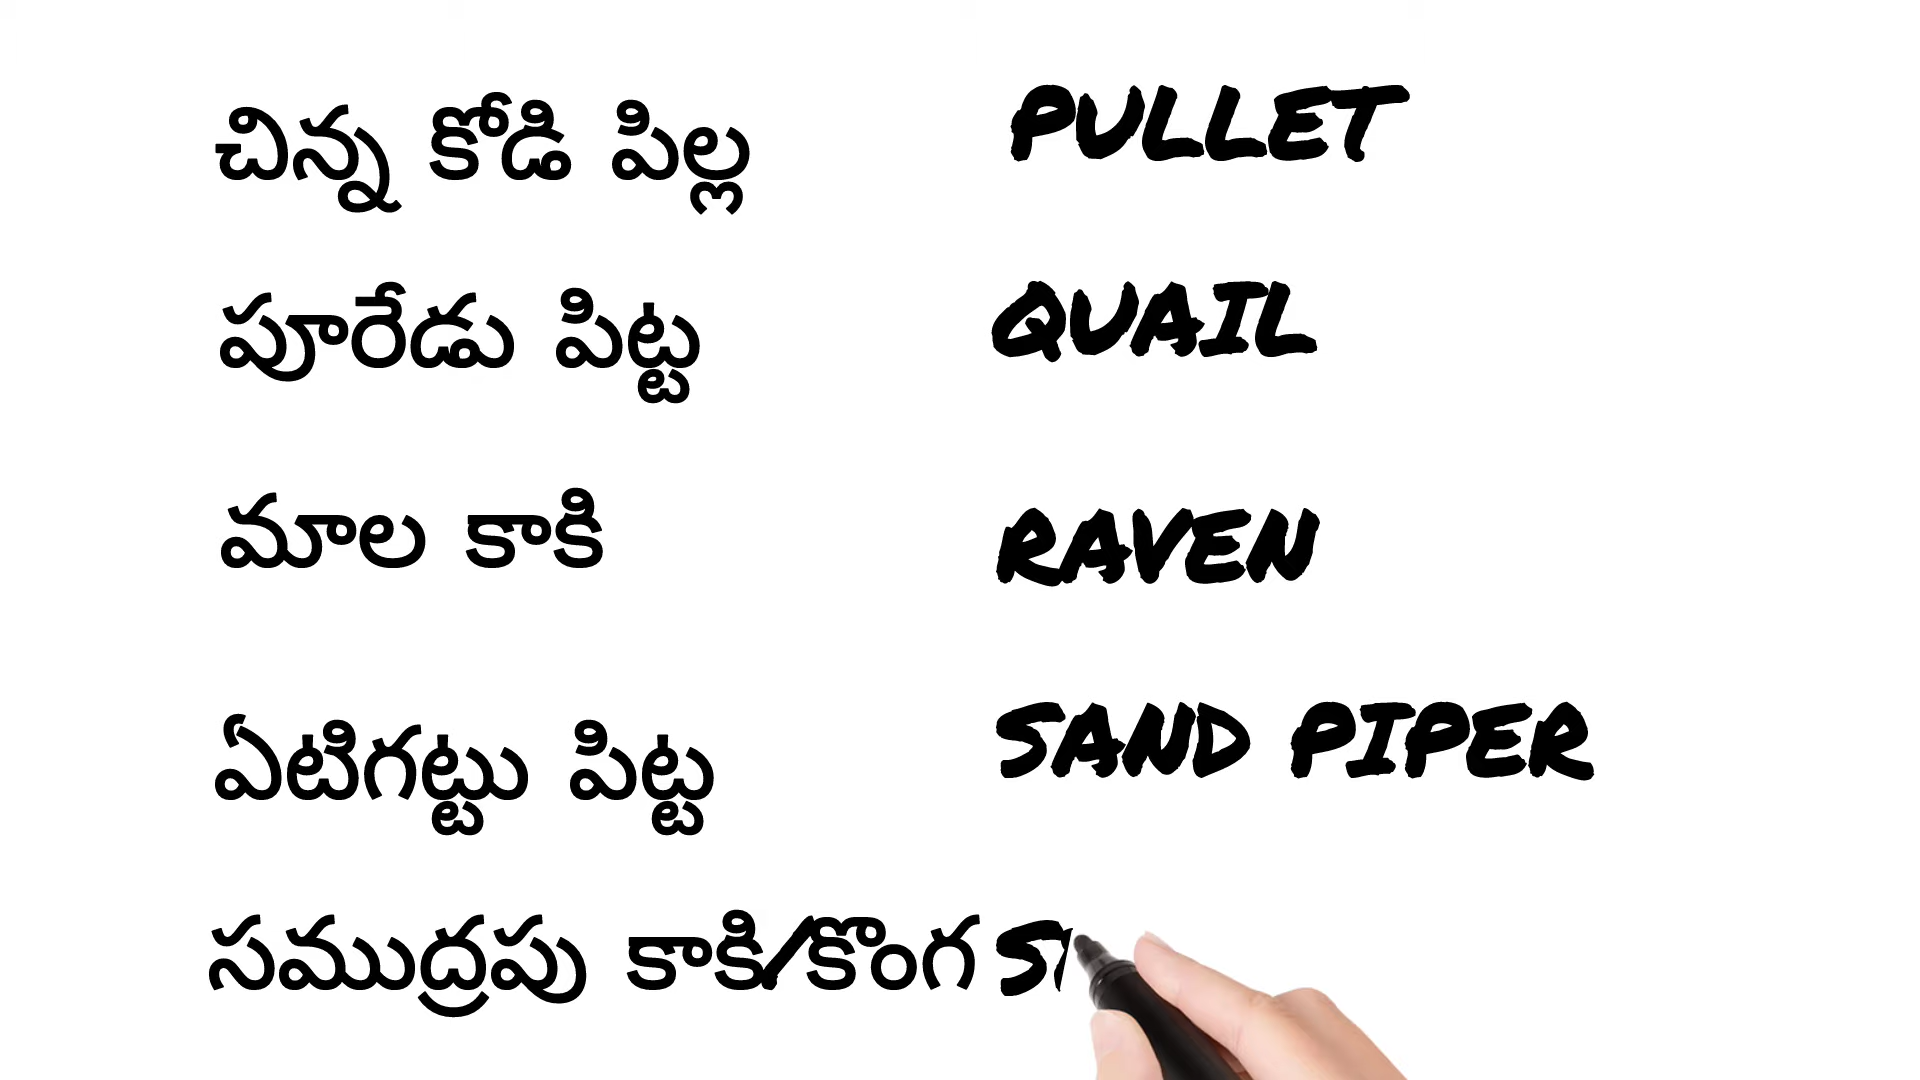 చిన్న కోడి పిల్ల PULLET
పూరేడు పిట్ట QUAIL
మాల కాకి RAVEN
ఏటిగట్టు పిట్ట SAND PIPER
సముద్రపు కాకి/కొంగ